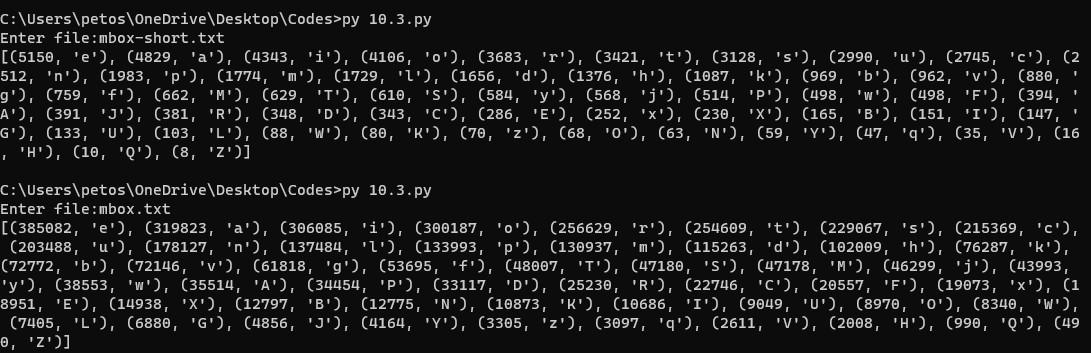 C:\Users\petos\OneDrive\Desktop\Codes>py 10.3.py
Enter file:mbox-short.txt
[(5150, 'e'), (4829, 'a'), (4343, 'i'), (4106, 'o'), (3683, 'r'), (3421, 't'), (3128, 's'), (2990, 'u'), (2745, 'c'), (2
512, 'n'), (1983, 'p'), (1774, 'm'), (1729, 'l'), (1656, 'd'), (1376, 'h'), (1087, 'k'), (969, 'b'), (962, 'v'), (880, '
g'), (759, 'f'), (662, 'M'), (629, 'T'), (610, 'S'), (584, 'y'), (568, 'j'), (514, 'P'), (498, 'w'), (498, 'F'), (394, '
A'), (391, 'J'), (381, 'R'), (348, 'D'), (343, 'C'), (286, 'E'), (252, 'x'), (230, 'X'), (165, 'B'), (151, 'I'), (147, '
G'), (133, 'U'), (103, 'L'), (88, 'W'), (80, 'K'), (70, 'z'), (68, 'O'), (63, 'N'), (59, 'Y'), (47, 'q'), (35, 'V'), (16
, 'H'), (10, 'Q'), (8, 'Z')]
C:\Users\petos\OneDrive\Desktop\Codes>py 10.3.py
Enter file:mbox.txt
[(385082, 'e'), (319823, 'a'), (306085, 'i'), (300187, 'o'), (256629, 'r'), (254609, 't'), (229067, 's'), (215369, 'c'),
 (203488, 'u'), (178127, 'n'), (137484, 'l'), (133993, 'p'), (130937, 'm'), (115263, 'd'), (102009, 'h'), (76287, 'k'),
(72772, 'b'), (72146, 'v'), (61818, 'g'), (53695, 'f'), (48007, 'T'), (47180, 'S'), (47178, 'M'), (46299, 'j'), (43993,
'y'), (38553, 'w'), (35514, 'A'), (34454, 'P'), (33117, 'D'), (25230, 'R'), (22746, 'C'), (20557, 'F'), (19073, 'x'), (1
8951, 'E'), (14938, 'X'), (12797, 'B'), (12775, 'N'), (10873, 'K'), (10686, 'I'), (9049, 'U'), (8970, 'O'), (8340, 'W'),
 (7405, 'L'), (6880, 'G'), (4856, 'J'), (4164, 'Y'), (3305, 'z'), (3097, 'q'), (2611, 'V'), (2008, 'H'), (990, 'Q'), (49
0, 'Z')]